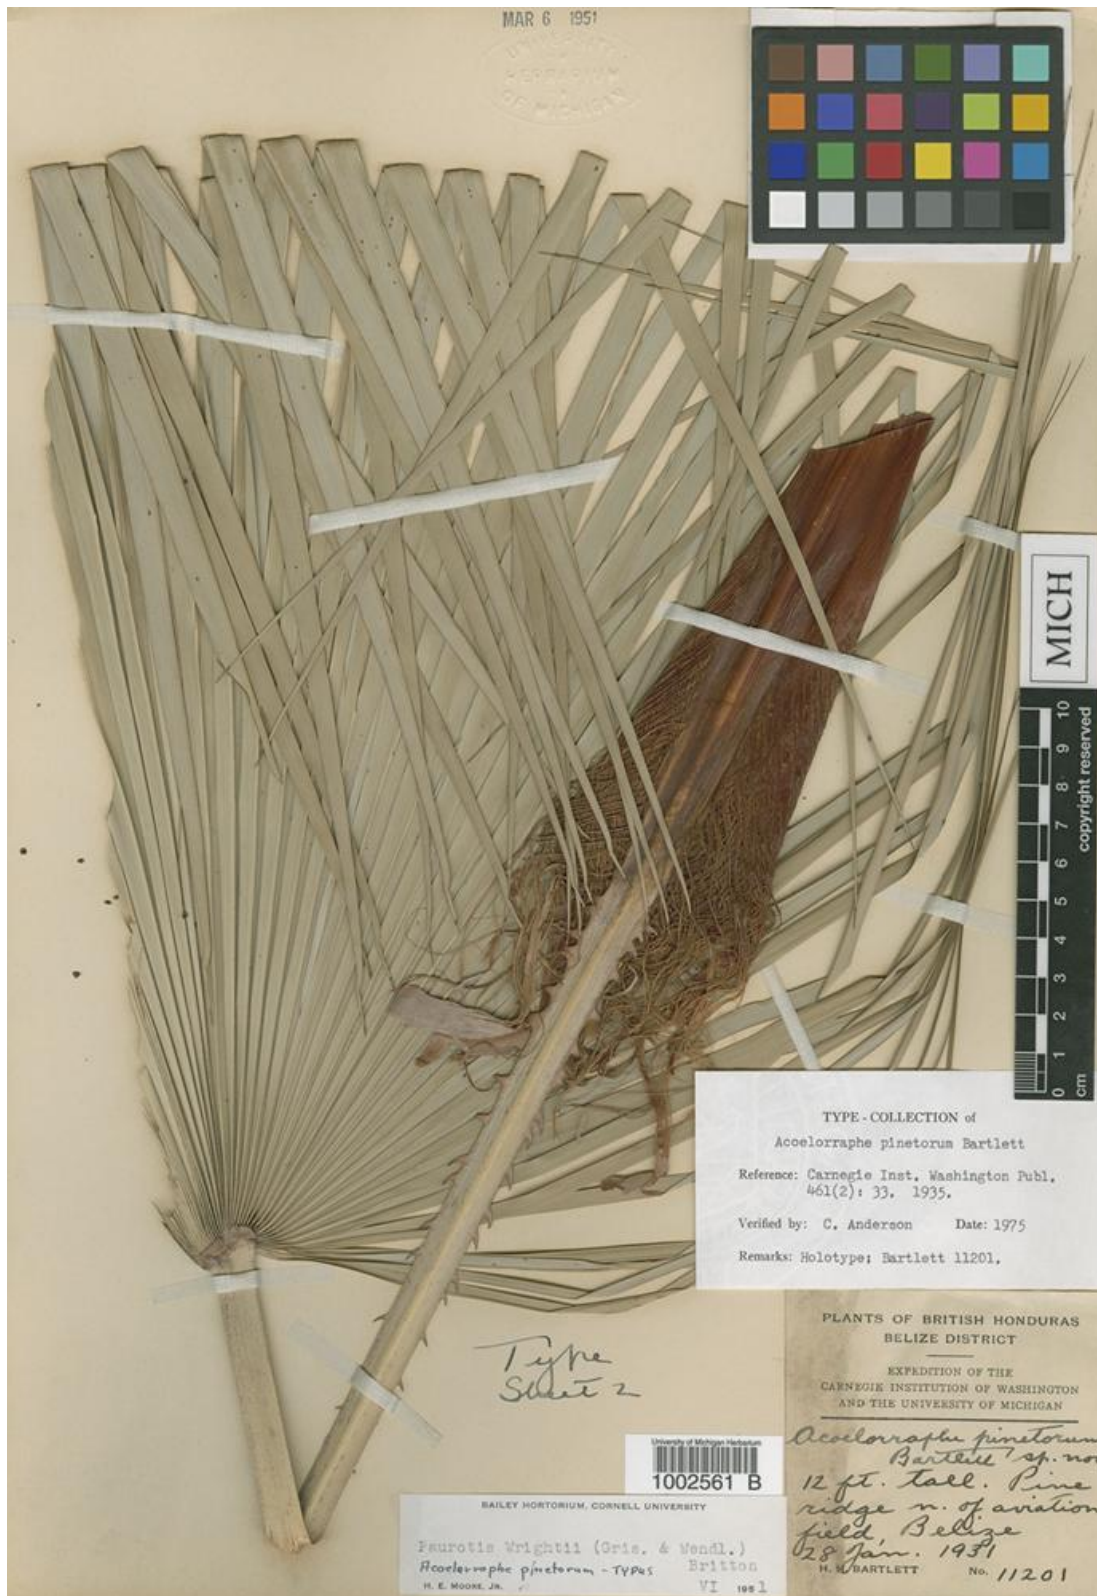 MAR 6 1951
UNIVERSITY
HERBARIUM
OF MICHIGAN
MICH
copyright reserved
10
9
8
7
6
5
4
3
2
1
0
cm
TYPE - COLLECTION of
Acoelorraphe pinetorum Bartlett
Reference: Carnegie Inst. Washington Publ.
461(2): 33. 1935.
Verified by: C. Anderson Date: 1975
Remarks: Holotype; Bartlett 11201.
PLANTS OF BRITISH HONDURAS
BELIZE DISTRICT
EXPEDITION OF THE
CARNEGIE INSTITUTION OF WASHINGTON
AND THE UNIVERSITY OF MICHIGAN
Acoelorraphe pinetorum
Bartlett sp. nov
12 ft. tall. Pine
ridge n. of aviation
field, Belize
28 Jan. 1931
H. H. BARTLETT No. 11201
Type
Sheet 2
University of Michigan Herbarium
1002561 B
BAILEY HORTORIUM, CORNELL UNIVERSITY
Paurotis Wrightii (Gris. & Wendl.)
Britton
Acoelorraphe pinetorum - TYPUS
H. E. MOORE, JR. VI 1951